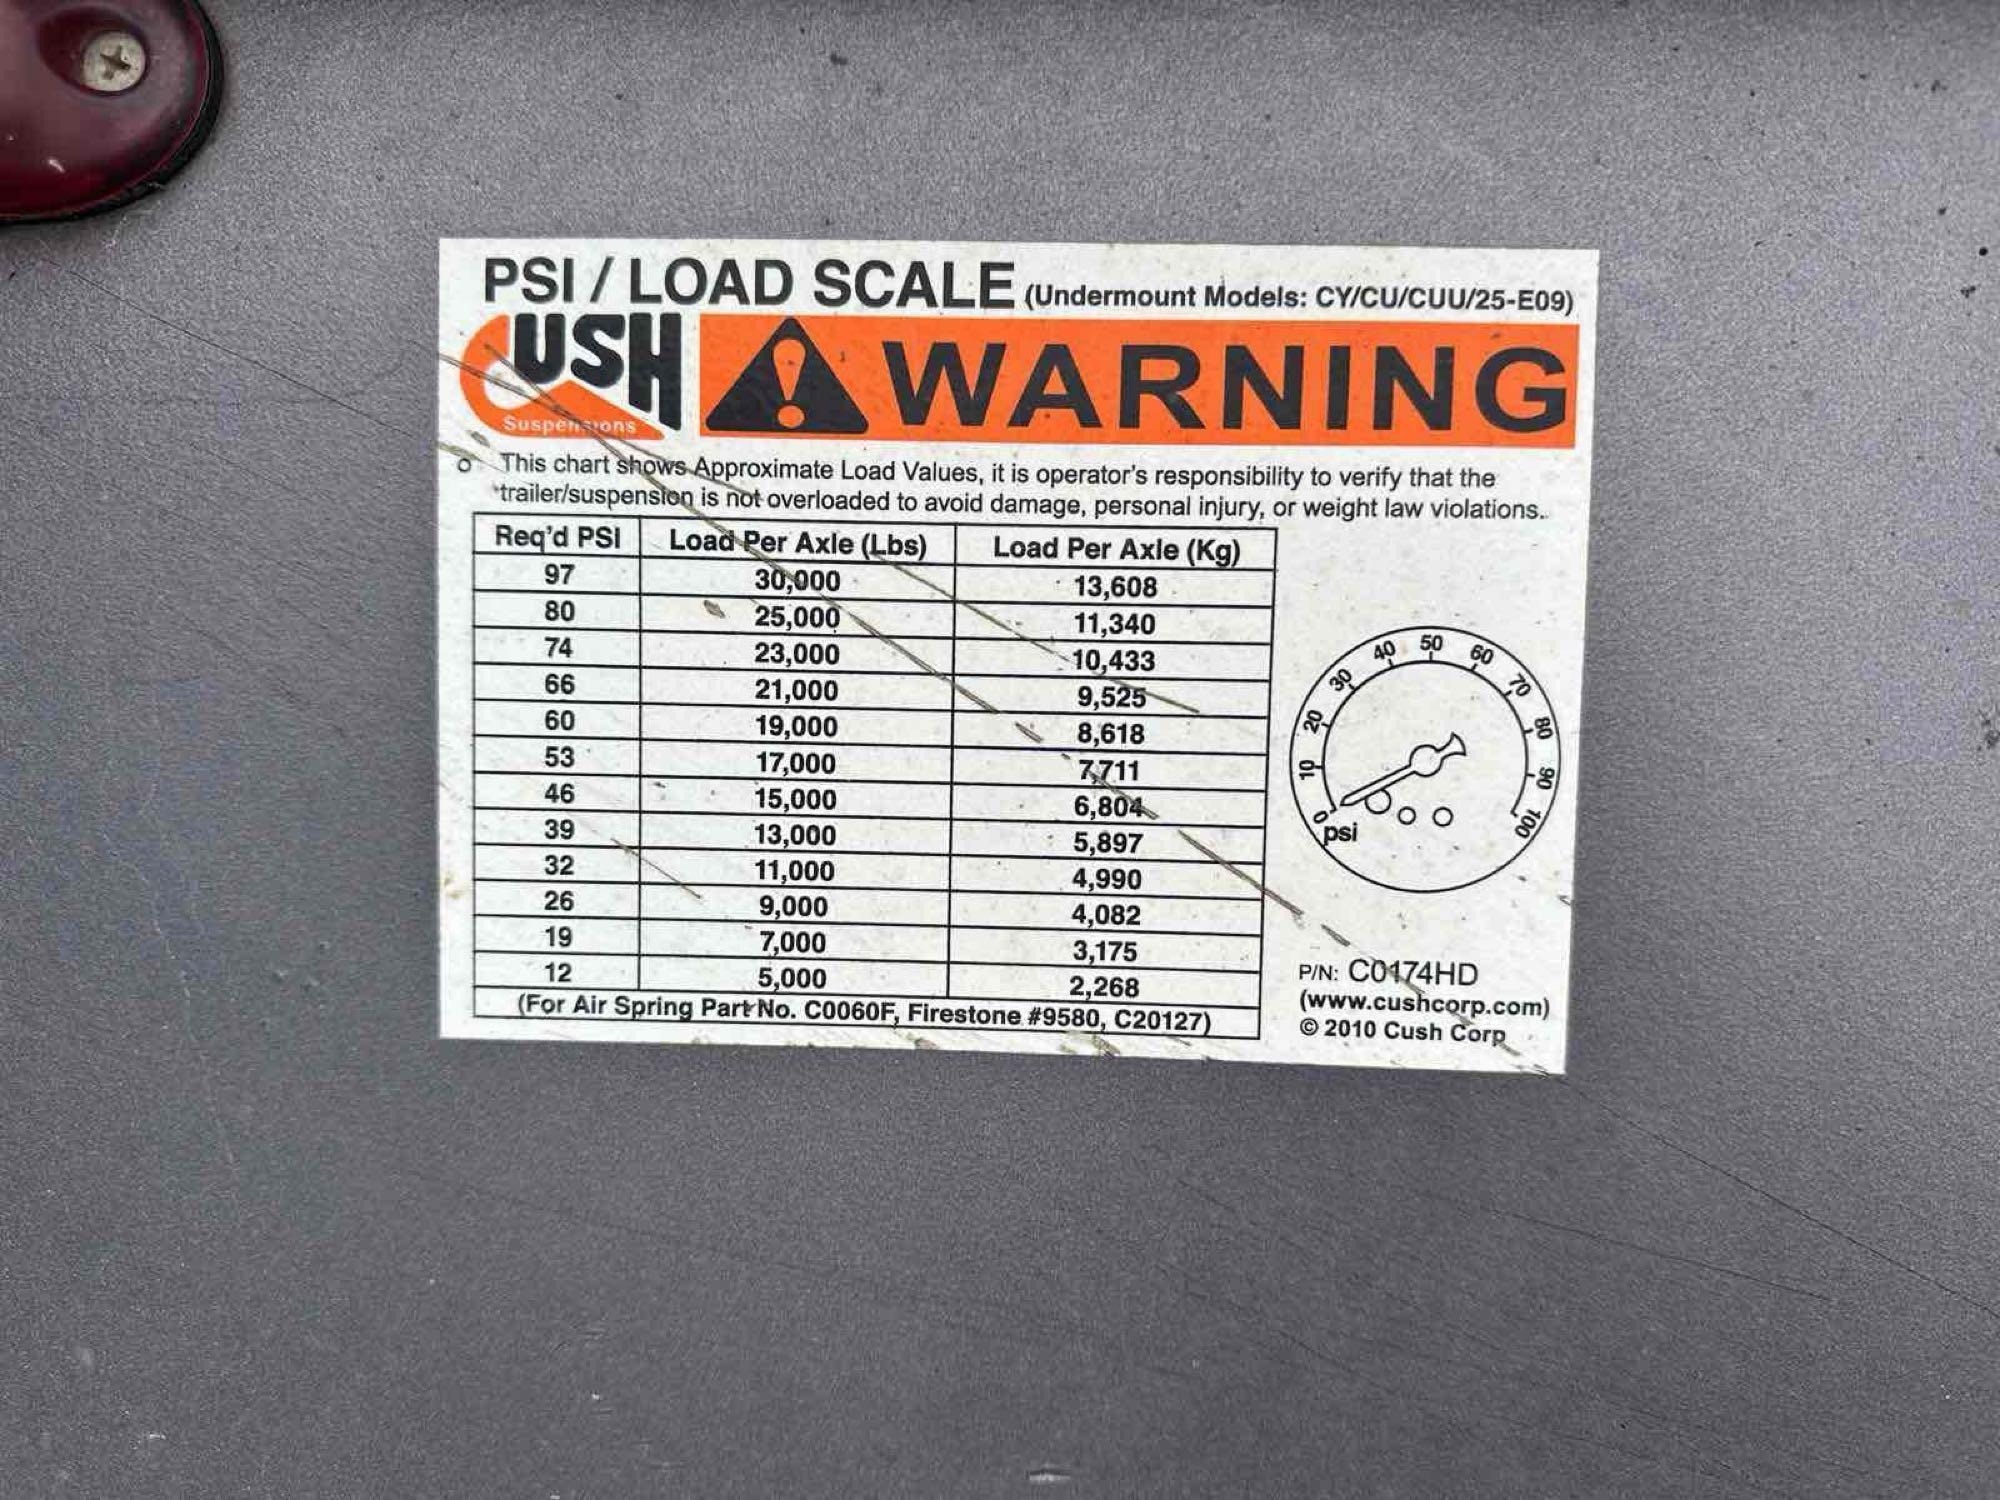 PSI / LOAD SCALE (Undermount Models: CY/CU/CUU/25-E09)
CUSH
Suspensions
WARNING
This chart shows Approximate Load Values, it is operator's responsibility to verify that the
trailer/suspension is not overloaded to avoid damage, personal injury, or weight law violations.
Req'd PSI Load Per Axle (Lbs) Load Per Axle (Kg)
97 30,000 13,608
80 25,000 11,340
74 23,000 10,433
66 21,000 9,525
60 19,000 8,618
53 17,000 7,711
46 15,000 6,804
39 13,000 5,897
32 11,000 4,990
26 9,000 4,082
19 7,000 3,175
12 5,000 2,268
(For Air Spring Part No. C0060F, Firestone #9580, C20127)
0 10 20 30 40 50 60 70 80 90 100
psi
P/N: C0174HD
(www.cushcorp.com)
© 2010 Cush Corp